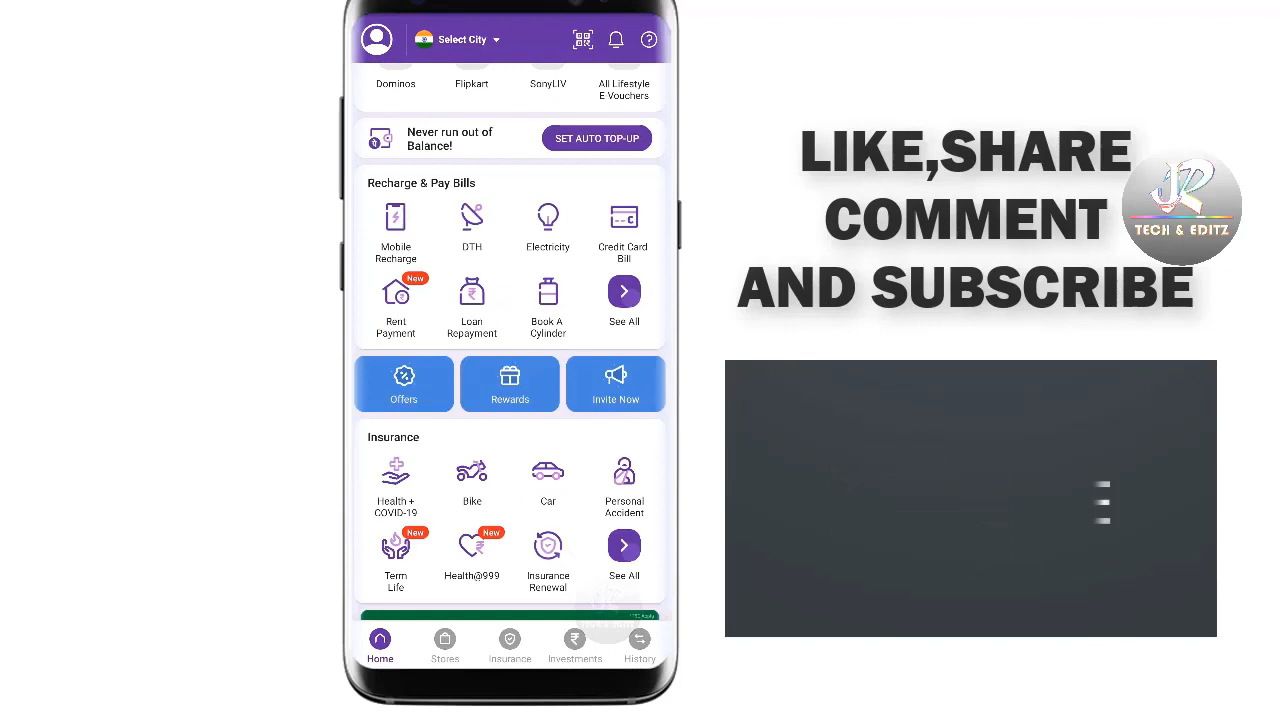 Select City
Dominos
Flipkart
SonyLIV
All Lifestyle
E Vouchers
Never run out of
Balance!
SET AUTO TOP-UP
Recharge & Pay Bills
Mobile
Recharge
DTH
Electricity
Credit Card
Bill
New
Rent
Payment
Loan
Repayment
Book A
Cylinder
See All
Offers
Rewards
Invite Now
Insurance
Health +
COVID-19
Bike
Car
Personal
Accident
New
Term
Life
New
Health@999
Insurance
Renewal
See All
Home
Stores
Insurance
Investments
History
LIKE,SHARE
COMMENT
AND SUBSCRIBE
JR
TECH & EDITZ